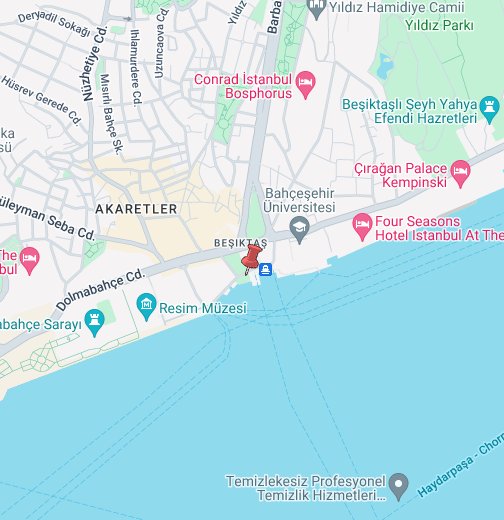 Deryadil Sokağı
Nüzhetiye Cd.
Ihlamurdere Cd.
Uzuncaova Cd.
Yıldız
Barba
Yıldız Hamidiye Camii
Yıldız Parkı
Hüsrev Gerede Cd.
Mısırlı Bahçe Sk.
Conrad İstanbul
Bosphorus
Beşiktaşlı Şeyh Yahya
Efendi Hazretleri
ka
sü
Çırağan Palace
Kempinski
üleyman Seba Cd.
AKARETLER
Bahçeşehir
Üniversitesi
Four Seasons
Hotel Istanbul At The
BEŞİKTAŞ
The
bul
Dolmabahçe Cd.
Resim Müzesi
abahçe Sarayı
Temizlekesiz Profesyonel
Temizlik Hizmetleri...
Haydarpaşa - Chorn